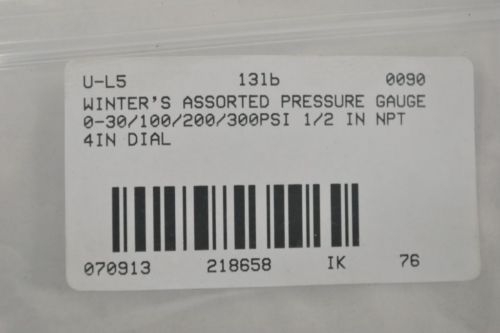 U-L5 13lb 0090
WINTER'S ASSORTED PRESSURE GAUGE
0-30/100/200/300PSI 1/2 IN NPT
4IN DIAL
070913 218658 IK 76